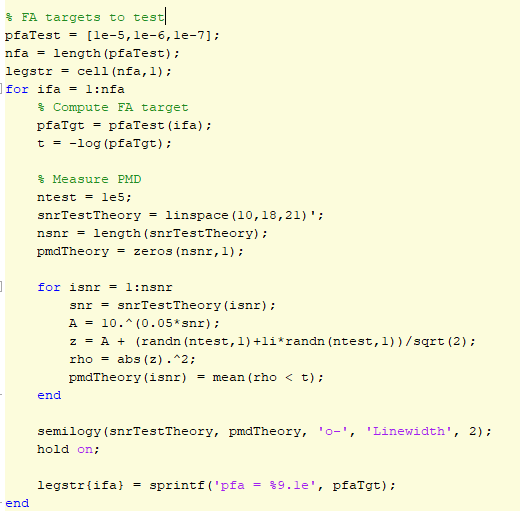 % FA targets to test
pfaTest = [1e-5,1e-6,1e-7];
nfa = length(pfaTest);
legstr = cell(nfa,1);
for ifa = 1:nfa
    % Compute FA target
    pfaTgt = pfaTest(ifa);
    t = -log(pfaTgt);

    % Measure PMD
    ntest = 1e5;
    snrTestTheory = linspace(10,18,21)';
    nsnr = length(snrTestTheory);
    pmdTheory = zeros(nsnr,1);

    for isnr = 1:nsnr
        snr = snrTestTheory(isnr);
        A = 10.^(0.05*snr);
        z = A + (randn(ntest,1)+1i*randn(ntest,1))/sqrt(2);
        rho = abs(z).^2;
        pmdTheory(isnr) = mean(rho < t);
    end

    semilogy(snrTestTheory, pmdTheory, 'o-', 'Linewidth', 2);
    hold on;

    legstr{ifa} = sprintf('pfa = %9.1e', pfaTgt);
end